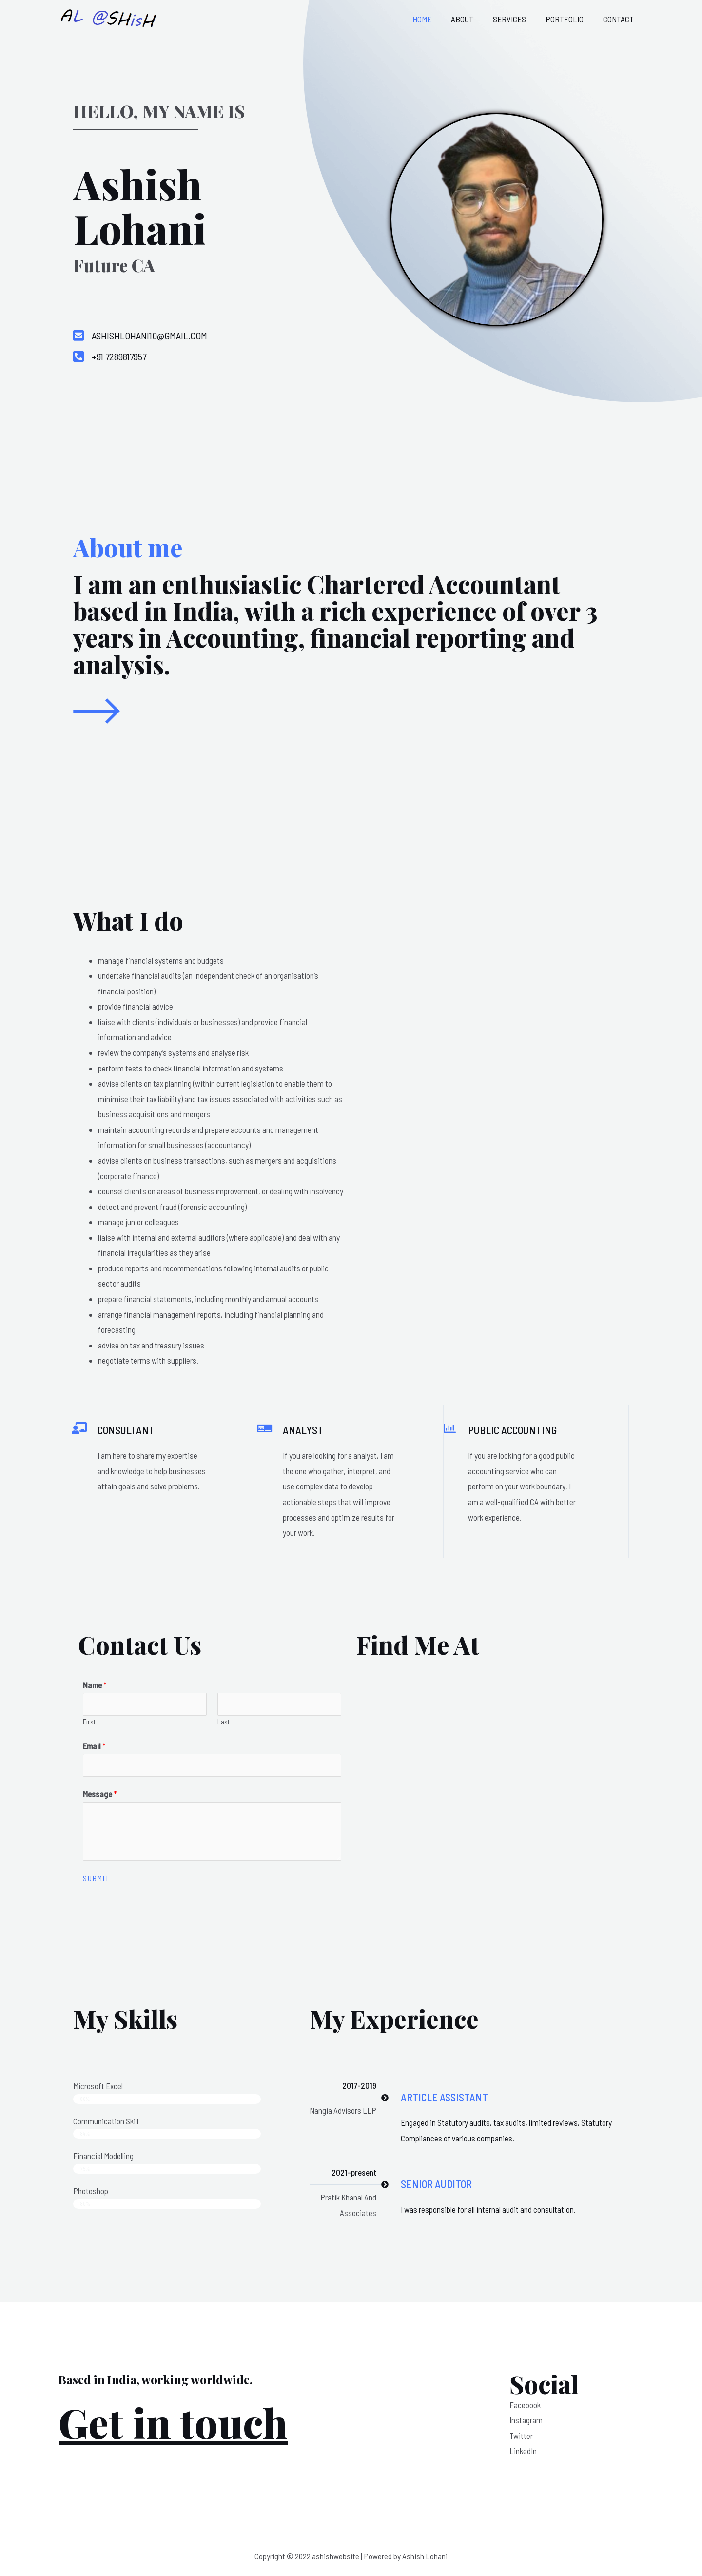 AL @SHisH
HOME ABOUT SERVICES PORTFOLIO CONTACT
HELLO, MY NAME IS
Ashish
Lohani
Future CA
ASHISHLOHANI10@GMAIL.COM
+91 7289817957
About me
I am an enthusiastic Chartered Accountant
based in India, with a rich experience of over 3
years in Accounting, financial reporting and
analysis.
What I do
manage financial systems and budgets
undertake financial audits (an independent check of an organisation's
financial position)
provide financial advice
liaise with clients (individuals or businesses) and provide financial
information and advice
review the company's systems and analyse risk
perform tests to check financial information and systems
advise clients on tax planning (within current legislation to enable them to
minimise their tax liability) and tax issues associated with activities such as
business acquisitions and mergers
maintain accounting records and prepare accounts and management
information for small businesses (accountancy)
advise clients on business transactions, such as mergers and acquisitions
(corporate finance)
counsel clients on areas of business improvement, or dealing with insolvency
detect and prevent fraud (forensic accounting)
manage junior colleagues
liaise with internal and external auditors (where applicable) and deal with any
financial irregularities as they arise
produce reports and recommendations following internal audits or public
sector audits
prepare financial statements, including monthly and annual accounts
arrange financial management reports, including financial planning and
forecasting
advise on tax and treasury issues
negotiate terms with suppliers.
CONSULTANT
I am here to share my expertise
and knowledge to help businesses
attain goals and solve problems.
ANALYST
If you are looking for a analyst, I am
the one who gather, interpret, and
use complex data to develop
actionable steps that will improve
processes and optimize results for
your work.
PUBLIC ACCOUNTING
If you are looking for a good public
accounting service who can
perform on your work boundary, I
am a well-qualified CA with better
work experience.
Contact Us
Name *
First Last
Email *
Message *
SUBMIT
Find Me At
My Skills
Microsoft Excel
Communication Skill
Financial Modelling
Photoshop
My Experience
2017-2019
Nangia Advisors LLP
ARTICLE ASSISTANT
Engaged in Statutory audits, tax audits, limited reviews, Statutory
Compliances of various companies.
2021-present
Pratik Khanal And
Associates
SENIOR AUDITOR
I was responsible for all internal audit and consultation.
Based in India, working worldwide.
Get in touch
Social
Facebook
Instagram
Twitter
LinkedIn
Copyright © 2022 ashishwebsite | Powered by Ashish Lohani